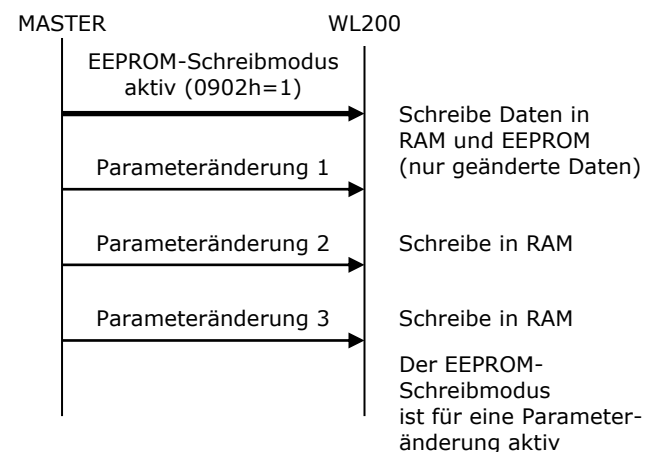 MASTER WL200
EEPROM-Schreibmodus
aktiv (0902h=1)
Schreibe Daten in
RAM und EEPROM
(nur geänderte Daten)
Parameteränderung 1
Parameteränderung 2 Schreibe in RAM
Parameteränderung 3 Schreibe in RAM
Der EEPROM-
Schreibmodus
ist für eine Parameter-
änderung aktiv